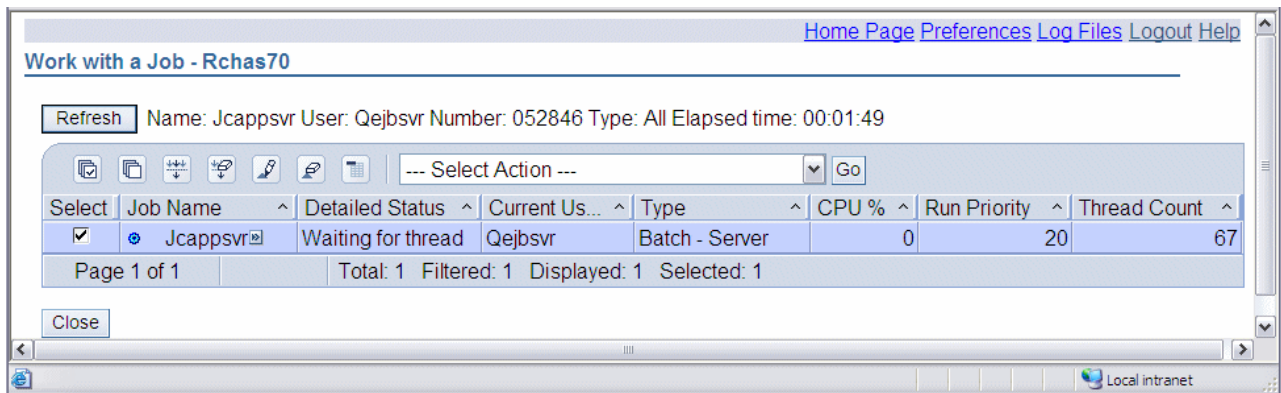 Home Page Preferences Log Files Logout Help
Work with a Job - Rchas70
Refresh Name: Jcappsvr User: Qejbsvr Number: 052846 Type: All Elapsed time: 00:01:49
--- Select Action --- Go
Select Job Name Detailed Status Current Us... Type CPU % Run Priority Thread Count
Jcappsvr Waiting for thread Qejbsvr Batch - Server 0 20 67
Page 1 of 1 Total: 1 Filtered: 1 Displayed: 1 Selected: 1
Close
Local intranet